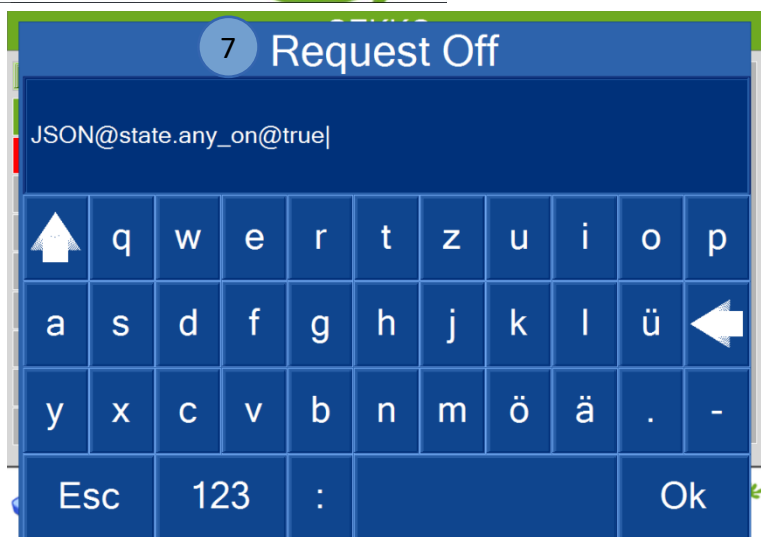 7 Request Off
JSON@state.any_on@true|
q w e r t z u i o p
a s d f g h j k l ü
y x c v b n m ö ä . -
Esc 123 : Ok